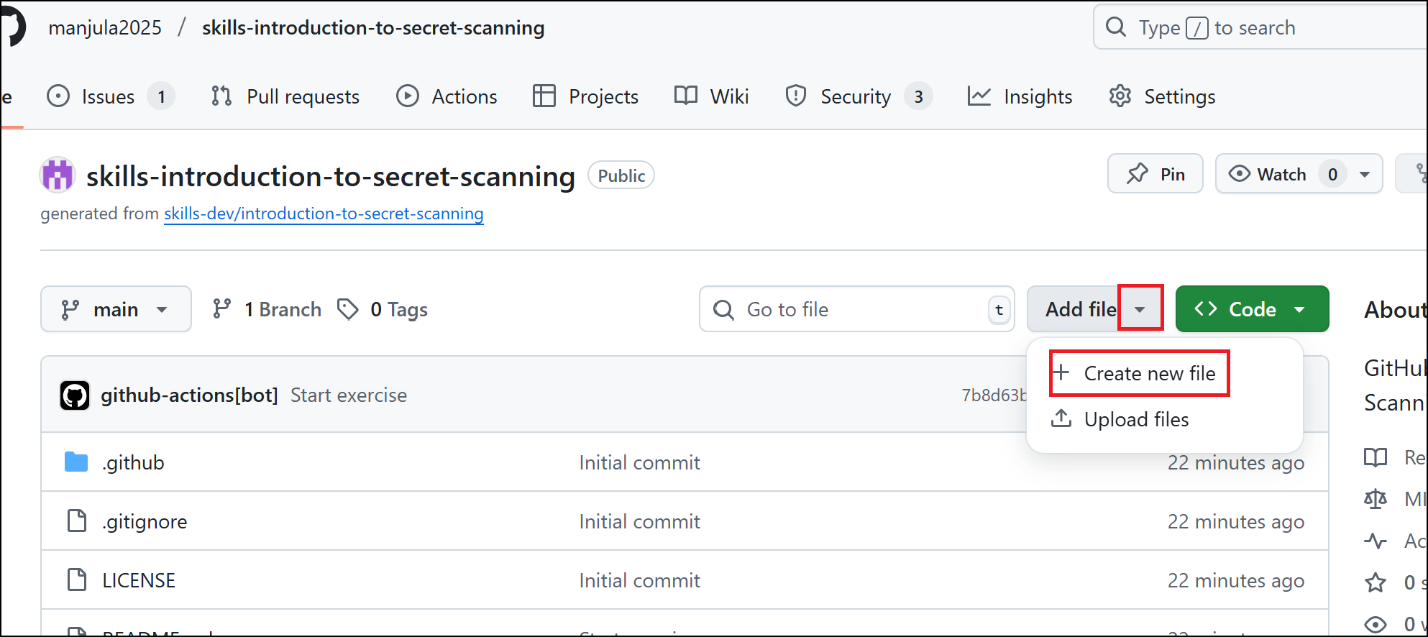 manjula2025 / skills-introduction-to-secret-scanning
Type / to search
e Issues 1 Pull requests Actions Projects Wiki Security 3 Insights Settings
skills-introduction-to-secret-scanning Public
Pin Watch 0
generated from skills-dev/introduction-to-secret-scanning
main 1 Branch 0 Tags Go to file t Add file Code
About
Create new file
Upload files
GitHu
Scann
github-actions[bot] Start exercise 7b8d63b
.github Initial commit 22 minutes ago
Re
.gitignore Initial commit 22 minutes ago
MI
Ac
LICENSE Initial commit 22 minutes ago
0 s
0